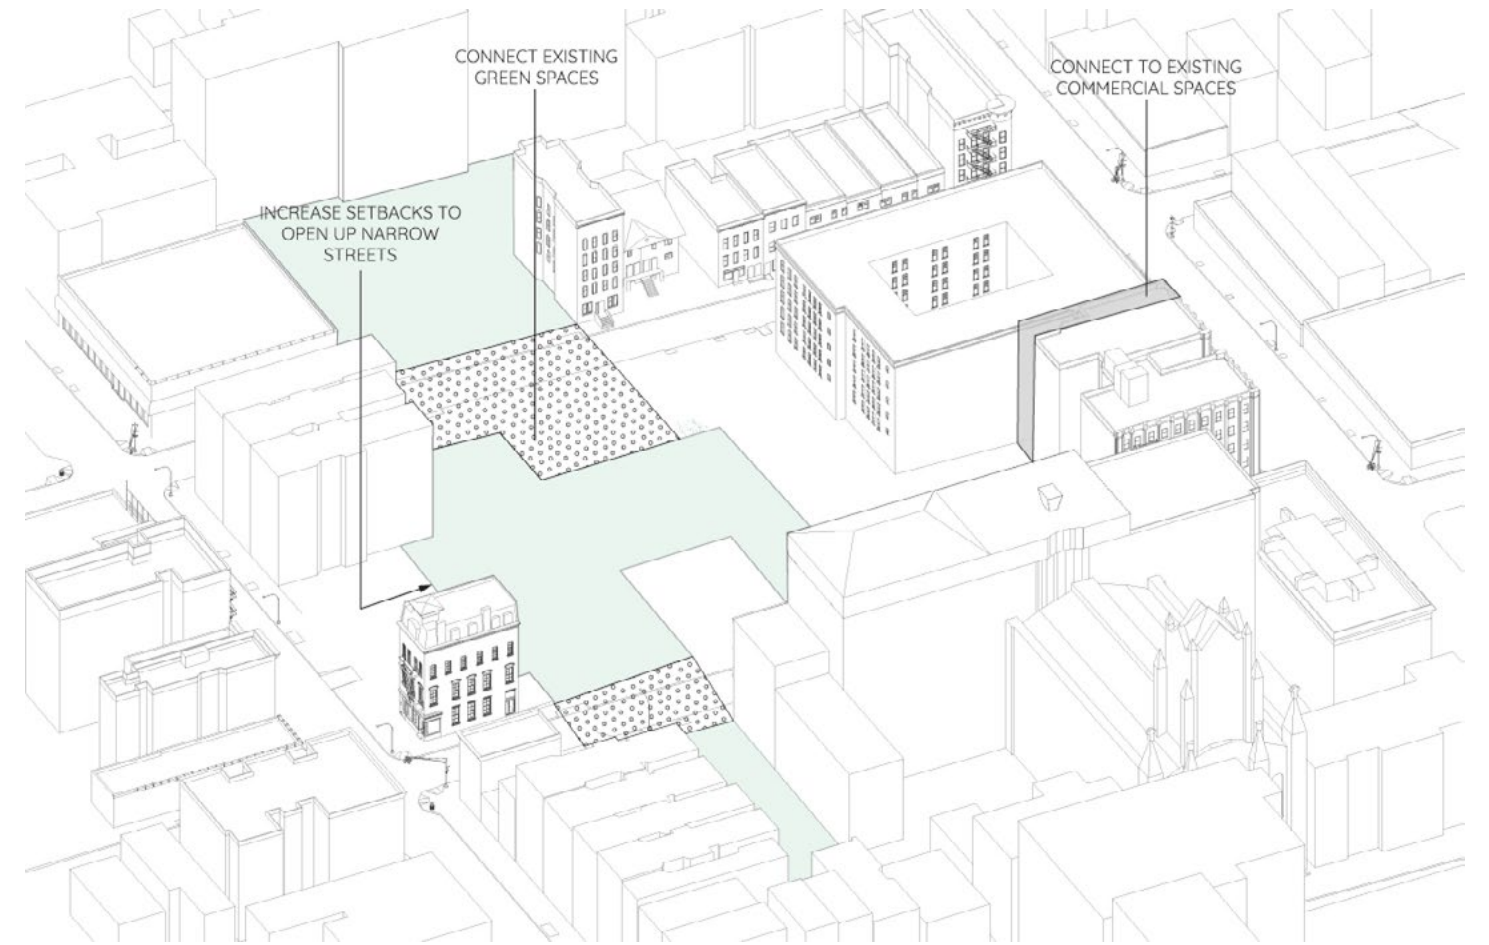 CONNECT EXISTING
GREEN SPACES
CONNECT TO EXISTING
COMMERCIAL SPACES
INCREASE SETBACKS TO
OPEN UP NARROW
STREETS